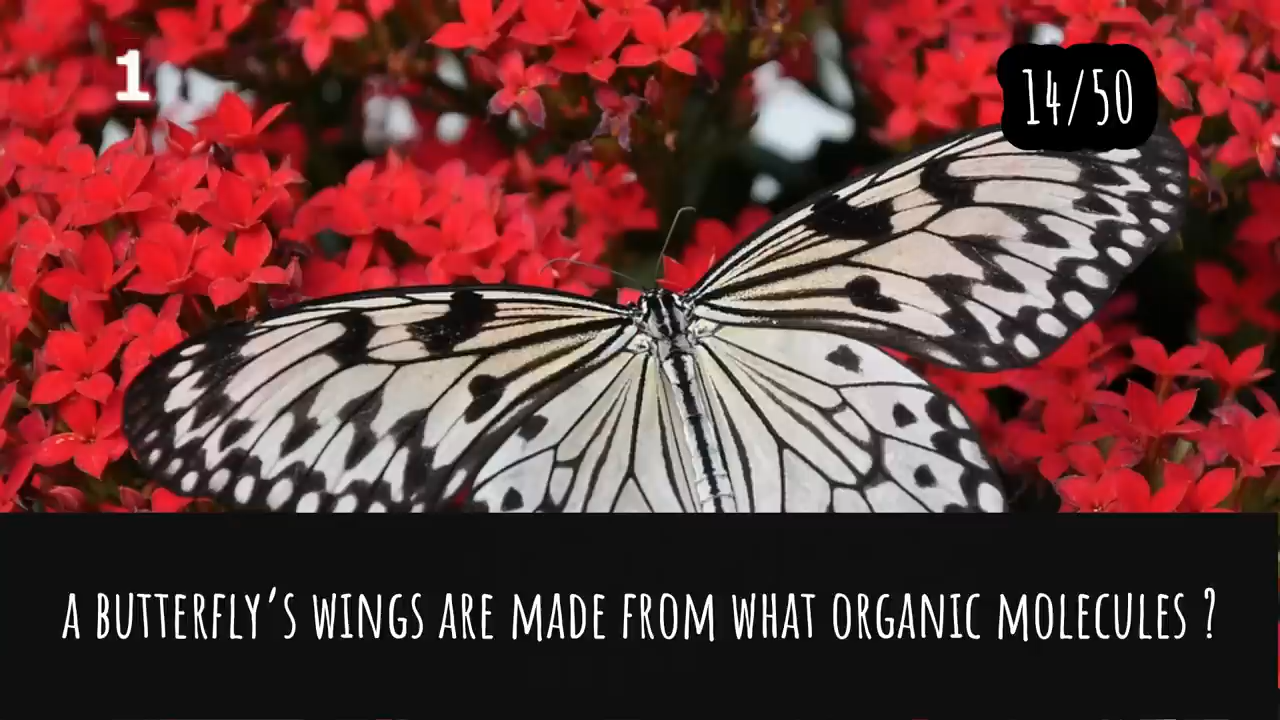 1
14/50
A BUTTERFLY'S WINGS ARE MADE FROM WHAT ORGANIC MOLECULES ?